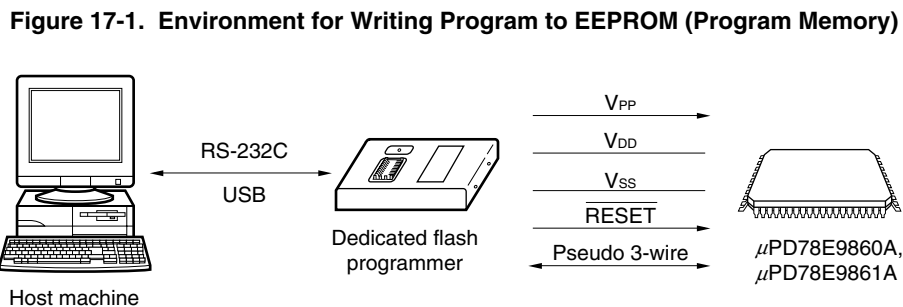 Figure 17-1. Environment for Writing Program to EEPROM (Program Memory)
RS-232C
USB
Host machine
Dedicated flash
programmer
VPP
VDD
VSS
RESET
Pseudo 3-wire
μPD78E9860A,
μPD78E9861A